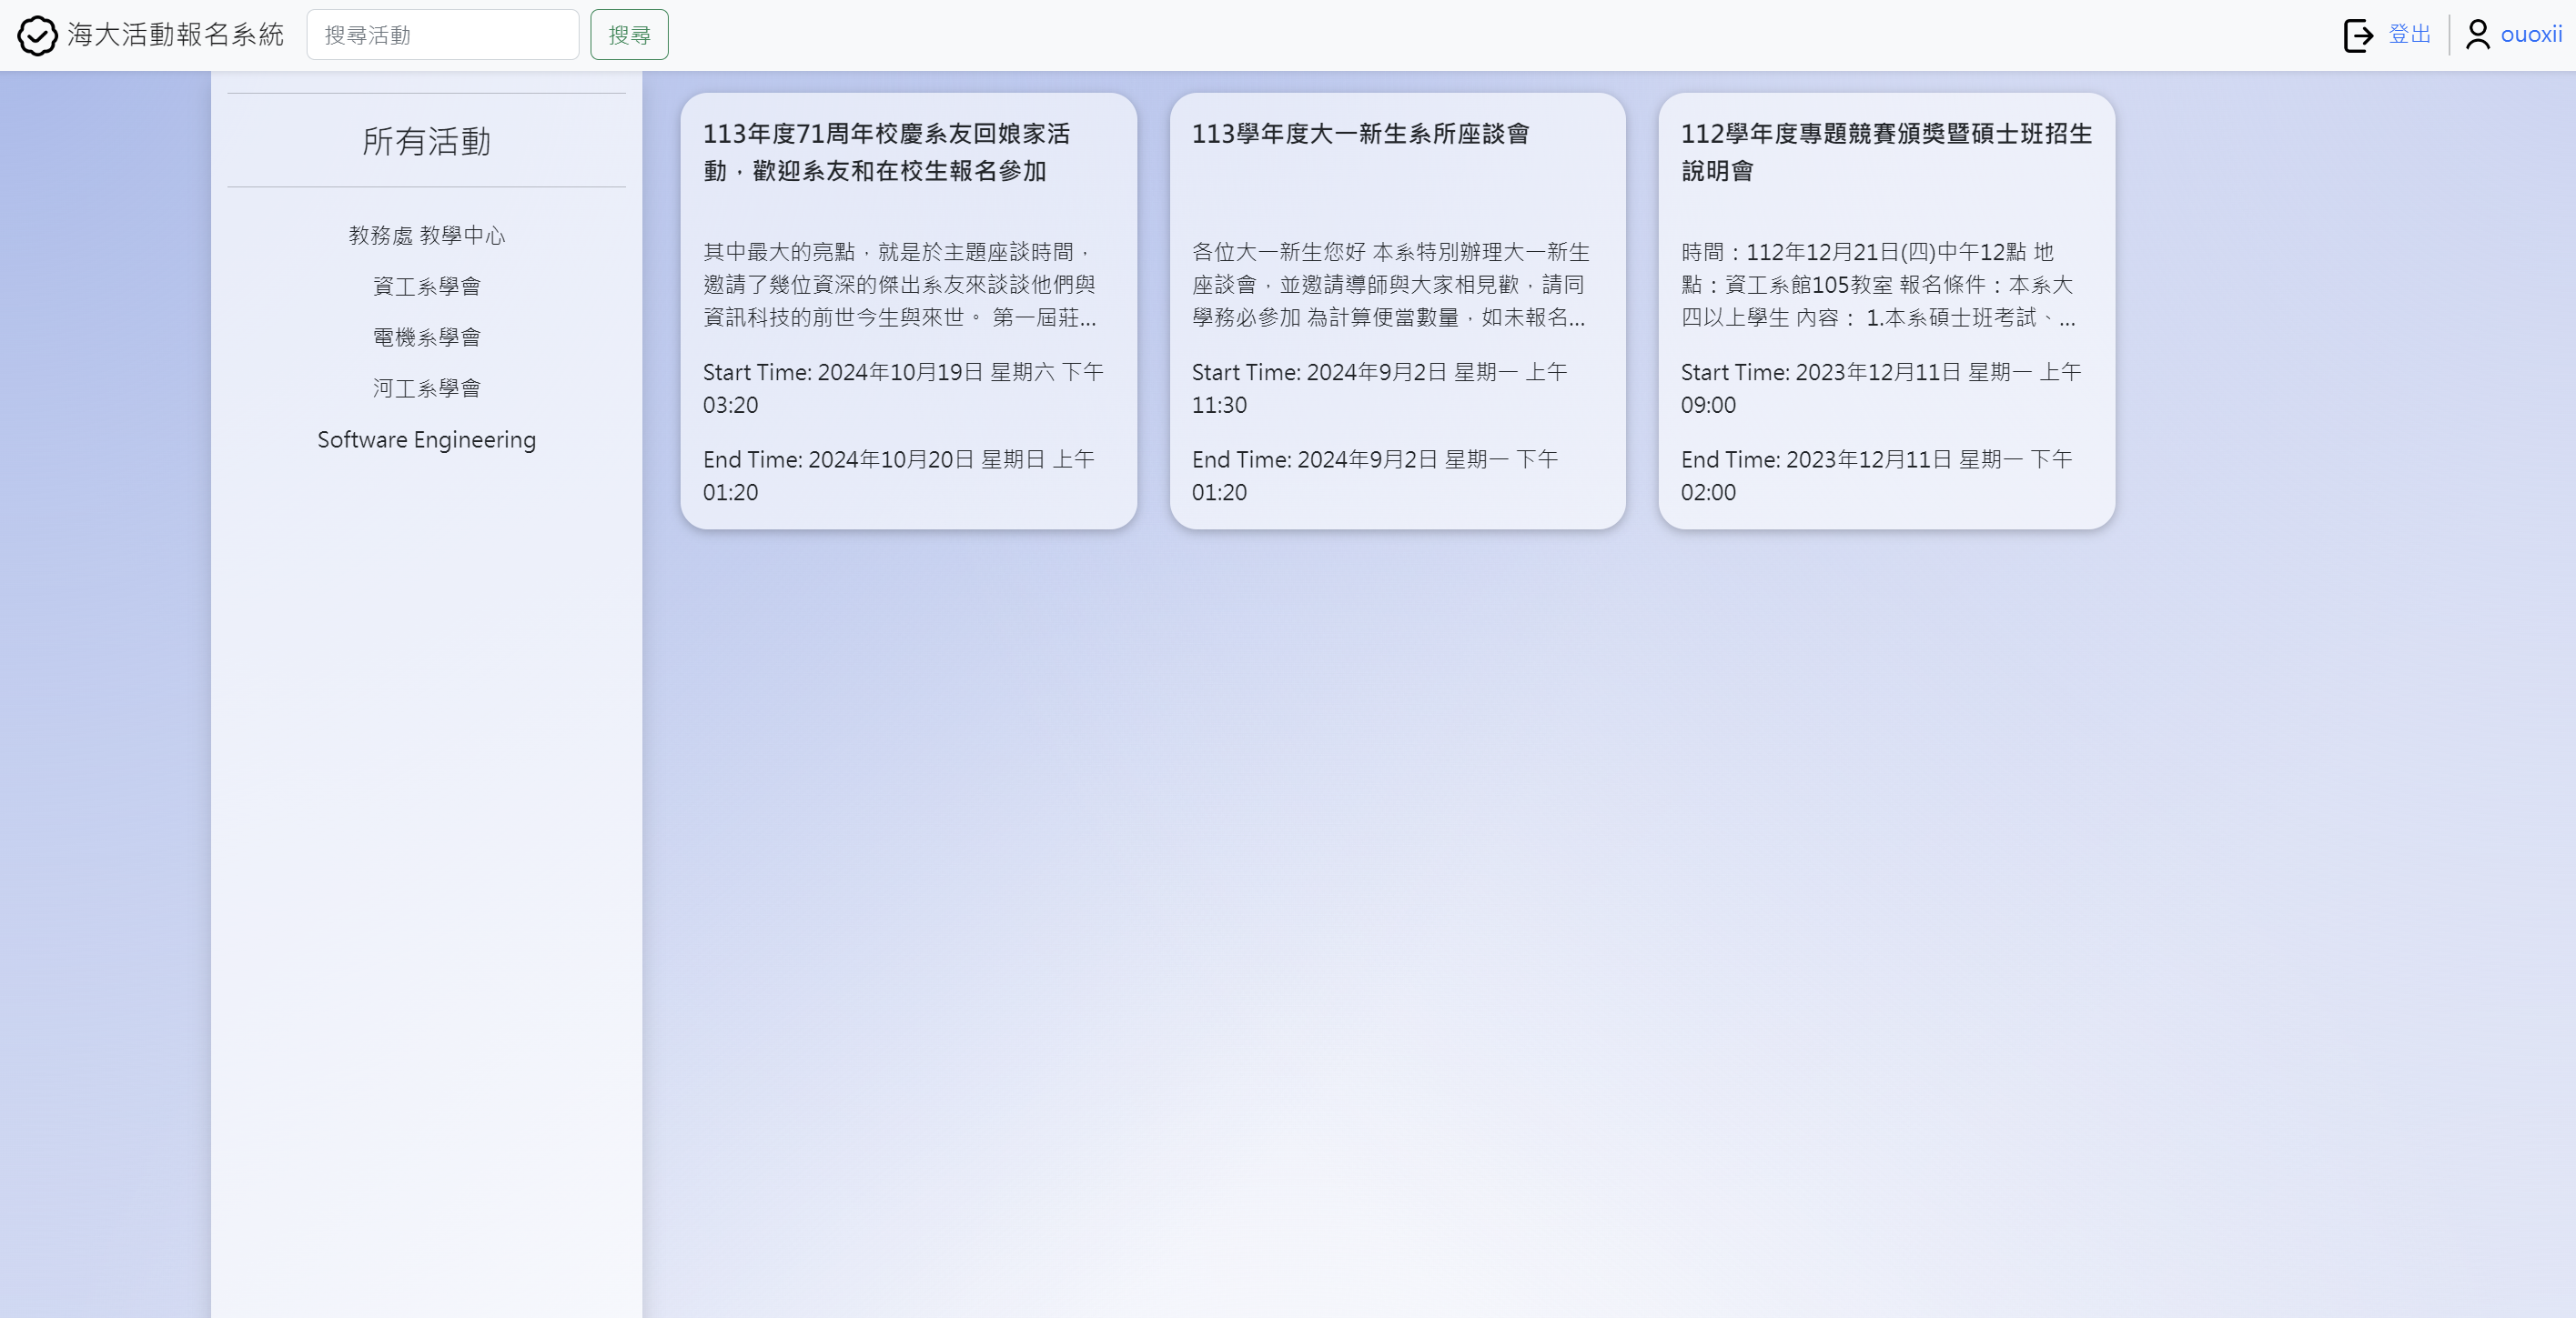 海大活動報名系統
搜尋活動
搜尋
登出
ouoxii
所有活動
教務處 教學中心
資工系學會
電機系學會
河工系學會
Software Engineering
113年度71周年校慶系友回娘家活
動，歡迎系友和在校生報名參加
其中最大的亮點，就是於主題座談時間，
邀請了幾位資深的傑出系友來談談他們與
資訊科技的前世今生與來世。 第一屆莊...
Start Time: 2024年10月19日 星期六 下午
03:20
End Time: 2024年10月20日 星期日 上午
01:20
113學年度大一新生系所座談會
各位大一新生您好 本系特別辦理大一新生
座談會，並邀請導師與大家相見歡，請同
學務必參加 為計算便當數量，如未報名...
Start Time: 2024年9月2日 星期一 上午
11:30
End Time: 2024年9月2日 星期一 下午
01:20
112學年度專題競賽頒獎暨碩士班招生
說明會
時間：112年12月21日(四)中午12點 地
點：資工系館105教室 報名條件：本系大
四以上學生 內容： 1.本系碩士班考試、...
Start Time: 2023年12月11日 星期一 上午
09:00
End Time: 2023年12月11日 星期一 下午
02:00